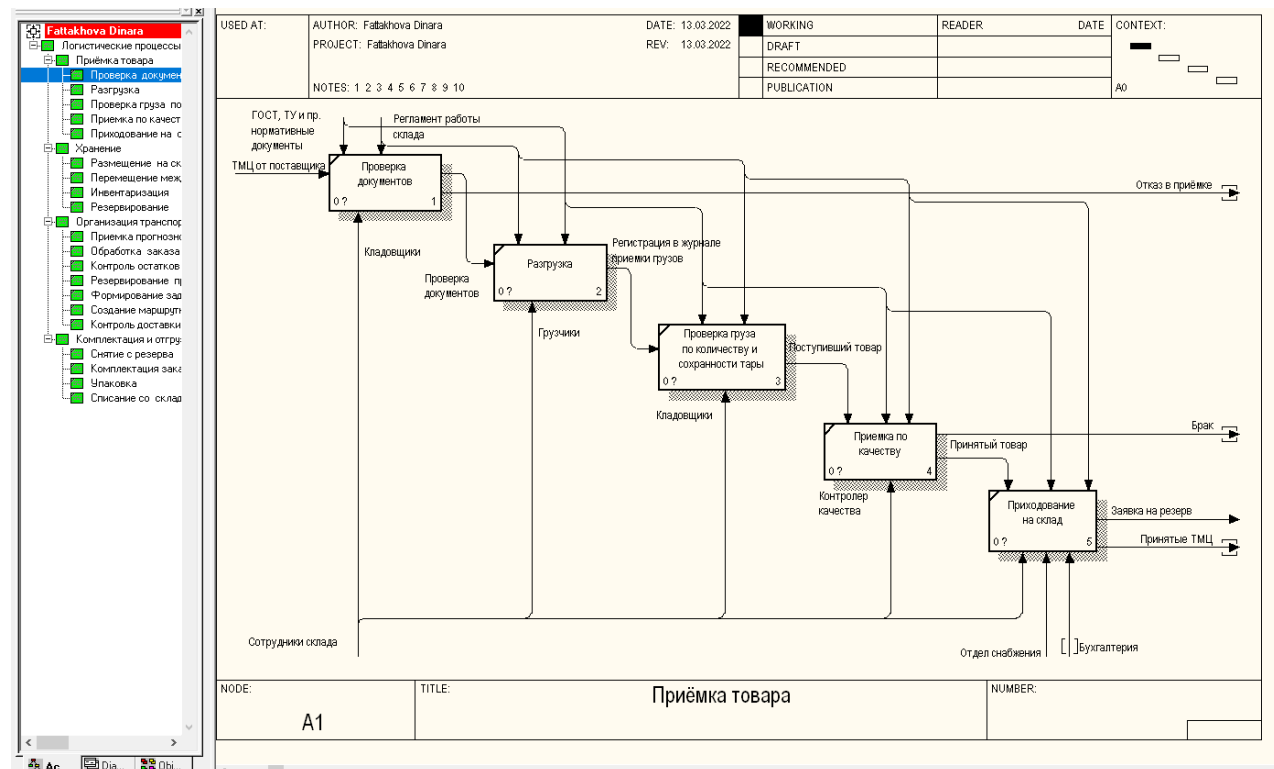 Fattakhova Dinara
Логистические процессы
Приёмка товара
Проверка докумен
Разгрузка
Проверка груза по
Приемка по качест
Приходование на с
Хранение
Размещение на ск
Перемещение меж
Инвентаризация
Резервирование
Организация транспор
Приемка прогнозно
Обработка заказа
Контроль остатков
Резервирование пр
Формирование зад
Создание маршрутн
Контроль доставки
Комплектация и отгру
Снятие с резерва
Комплектация зака
Упаковка
Списание со склад
Ac...
Dia...
Obj...
USED AT:
AUTHOR: Fattakhova Dinara
DATE: 13.03.2022
PROJECT: Fattakhova Dinara
REV: 13.03.2022
NOTES: 1 2 3 4 5 6 7 8 9 10
WORKING
DRAFT
RECOMMENDED
PUBLICATION
READER
DATE
CONTEXT:
A0
ГОСТ, ТУ и пр.
нормативные
документы
Регламент работы
склада
ТМЦ от поставщика
Проверка
документов
0 ? 1
Отказ в приёмке
Кладовщики
Проверка
документов
Разгрузка
0 ? 2
Регистрация в журнале
приемки грузов
Грузчики
Проверка груза
по количеству и
сохранности тары
0 ? 3
Поступивший товар
Кладовщики
Приемка по
качеству
0 ? 4
Брак
Принятый товар
Контролер
качества
Приходование
на склад
0 ? 5
Заявка на резерв
Принятые ТМЦ
Сотрудники склада
Отдел снабжения
Бухгалтерия
NODE:
A1
TITLE:
Приёмка товара
NUMBER: